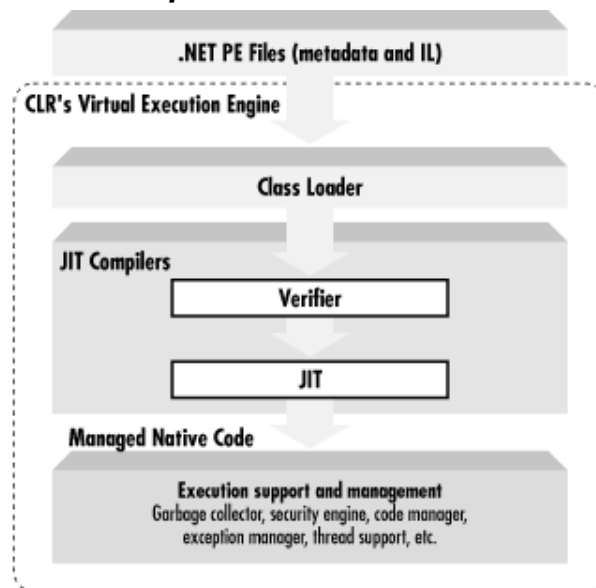 .NET PE Files (metadata and IL)
CLR's Virtual Execution Engine
Class Loader
JIT Compilers
Verifier
JIT
Managed Native Code
Execution support and management
Garbage collector, security engine, code manager,
exception manager, thread support, etc.